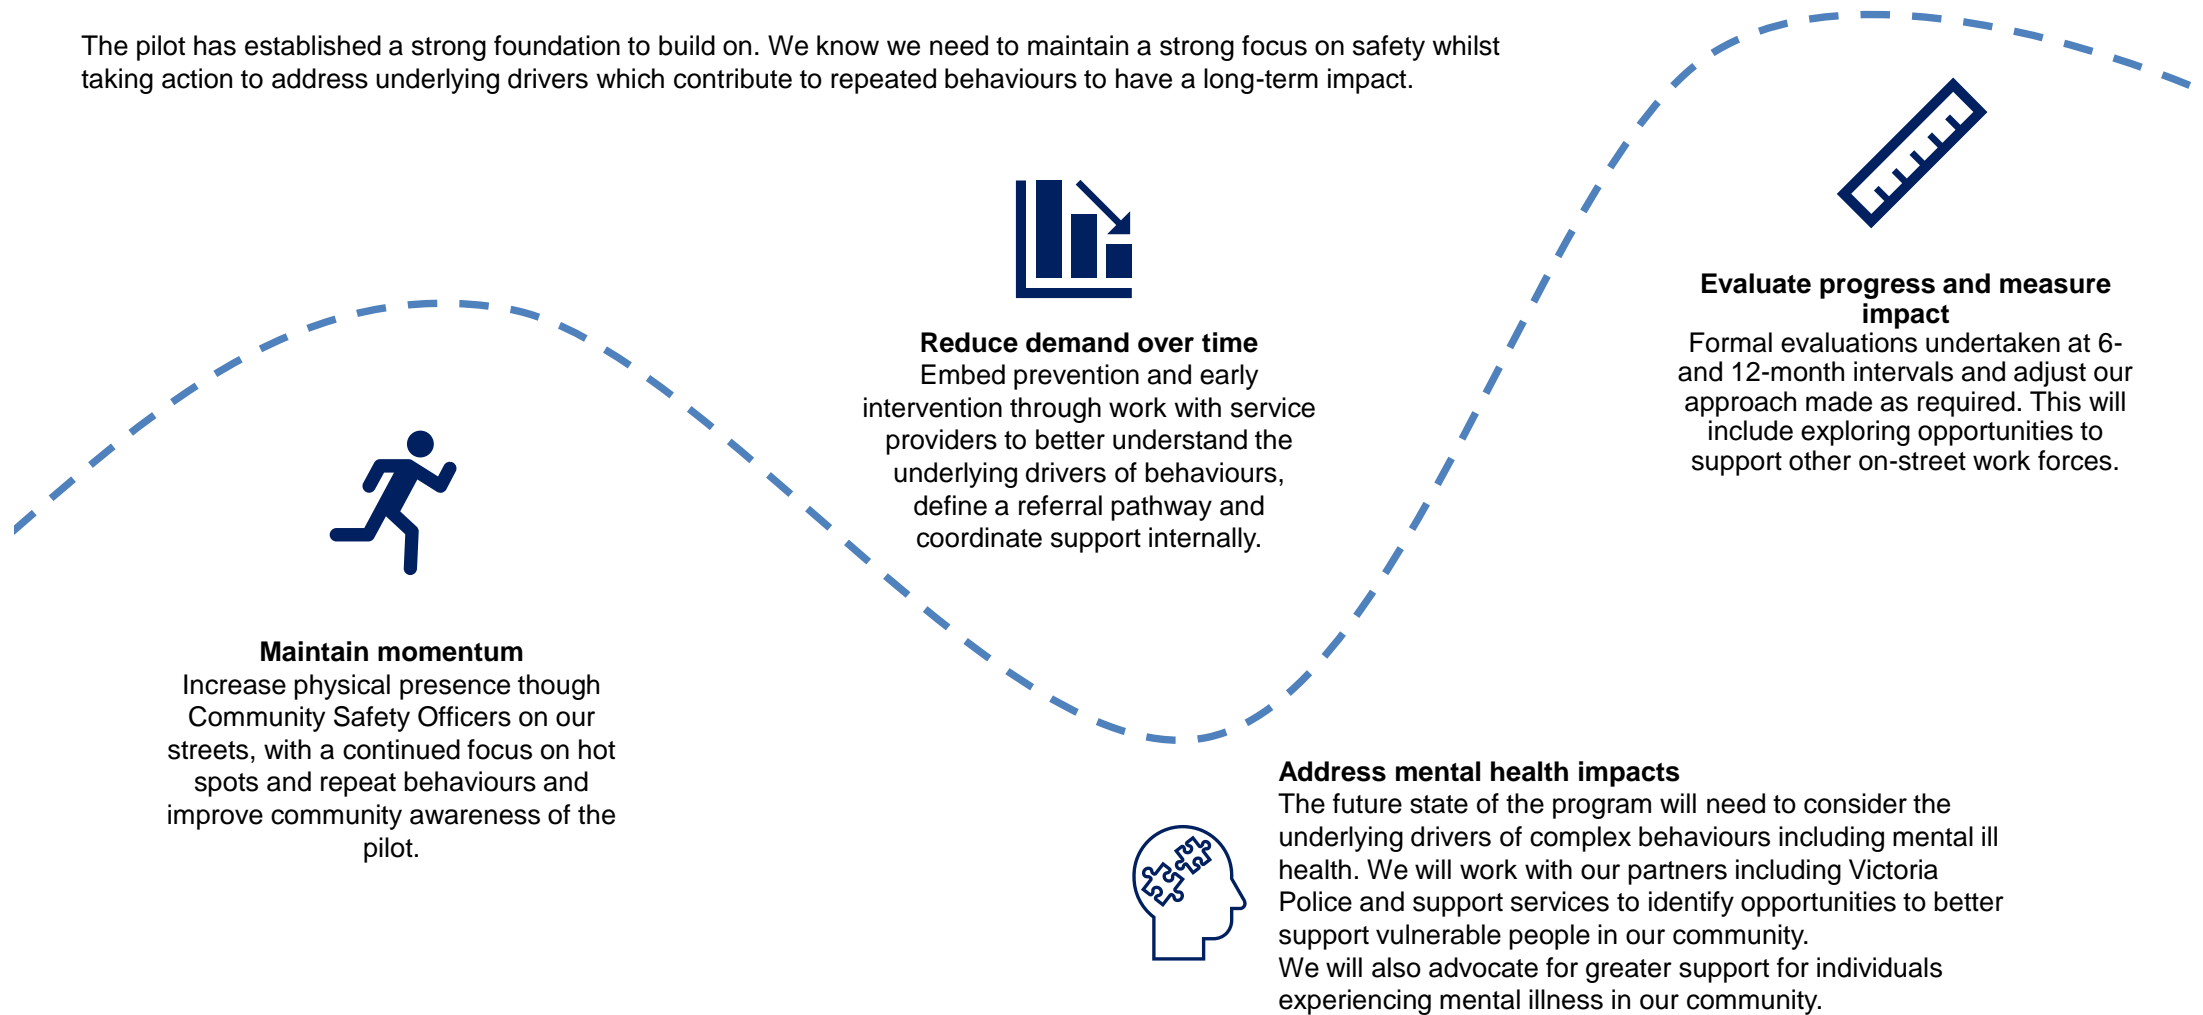 The pilot has established a strong foundation to build on. We know we need to maintain a strong focus on safety whilst
taking action to address underlying drivers which contribute to repeated behaviours to have a long-term impact.
Maintain momentum
Increase physical presence though
Community Safety Officers on our
streets, with a continued focus on hot
spots and repeat behaviours and
improve community awareness of the
pilot.
Reduce demand over time
Embed prevention and early
intervention through work with service
providers to better understand the
underlying drivers of behaviours,
define a referral pathway and
coordinate support internally.
Address mental health impacts
The future state of the program will need to consider the
underlying drivers of complex behaviours including mental ill
health. We will work with our partners including Victoria
Police and support services to identify opportunities to better
support vulnerable people in our community.
We will also advocate for greater support for individuals
experiencing mental illness in our community.
Evaluate progress and measure
impact
Formal evaluations undertaken at 6-
and 12-month intervals and adjust our
approach made as required. This will
include exploring opportunities to
support other on-street work forces.